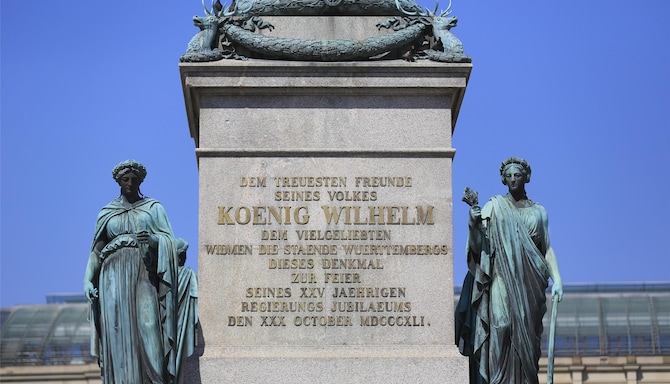 DEM TREUESTEN FREUNDE
SEINES VOLKES
KOENIG WILHELM
DEM VIELGELIEBTEN
WIDMEN DIE STAENDE WUERTTEMBERGS
DIESES DENKMAL
ZUR FEIER
SEINES XXV JAEHRIGEN
REGIERUNGS JUBILAEUMS
DEN XXX OCTOBER MDCCCXLI.